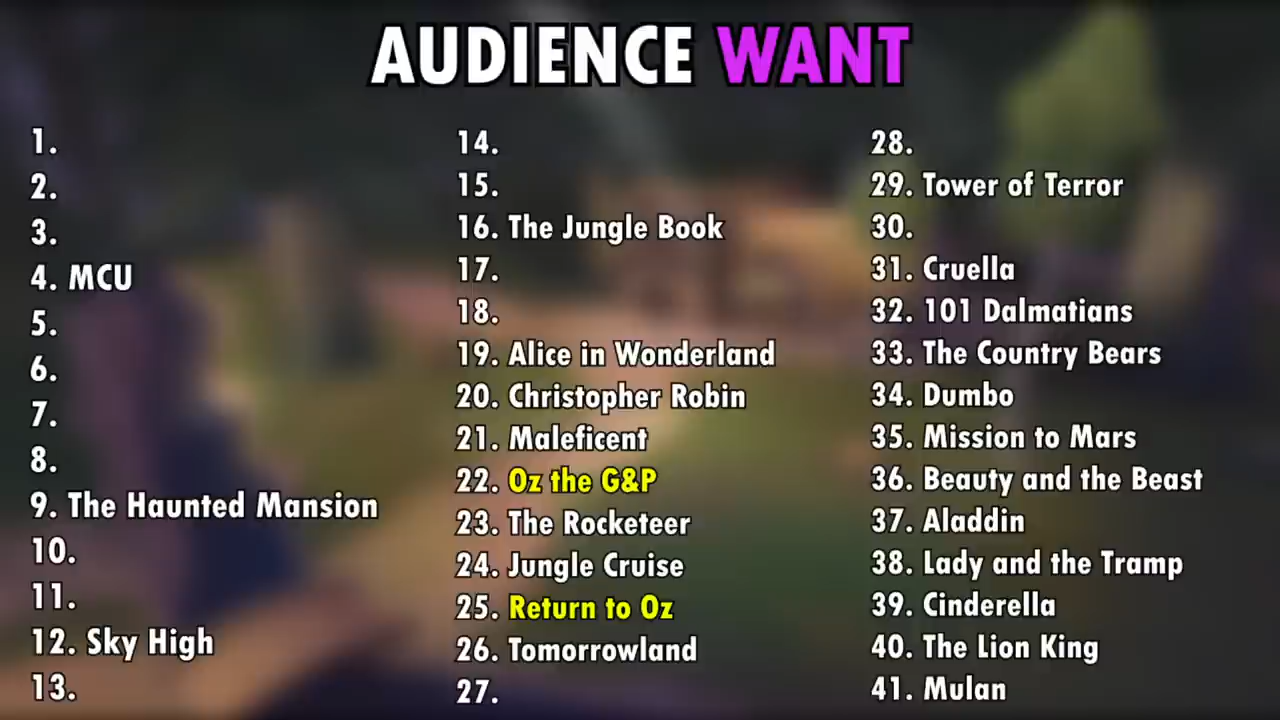 AUDIENCE WANT
1.
2.
3.
4. MCU
5.
6.
7.
8.
9. The Haunted Mansion
10.
11.
12. Sky High
13.
14.
15.
16. The Jungle Book
17.
18.
19. Alice in Wonderland
20. Christopher Robin
21. Maleficent
22. Oz the G&P
23. The Rocketeer
24. Jungle Cruise
25. Return to Oz
26. Tomorrowland
27.
28.
29. Tower of Terror
30.
31. Cruella
32. 101 Dalmatians
33. The Country Bears
34. Dumbo
35. Mission to Mars
36. Beauty and the Beast
37. Aladdin
38. Lady and the Tramp
39. Cinderella
40. The Lion King
41. Mulan